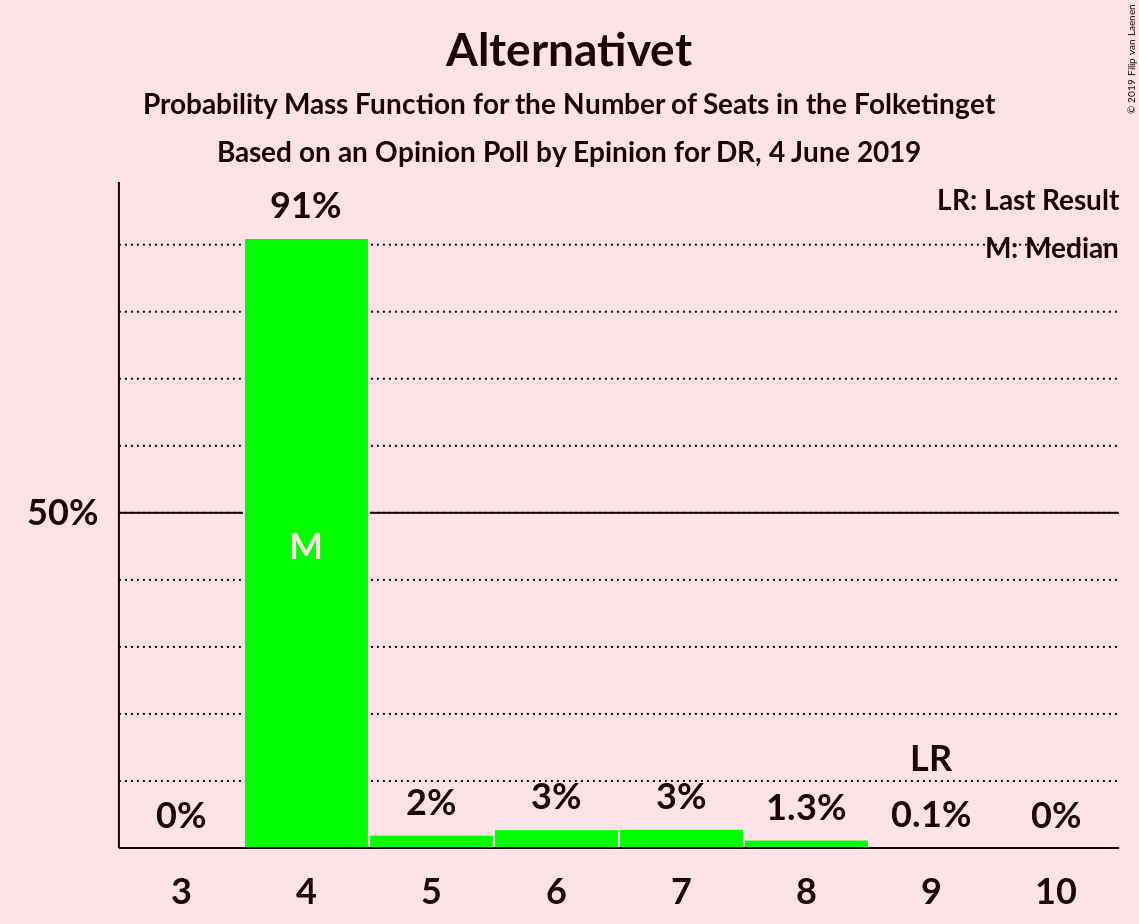 Alternativet
Probability Mass Function for the Number of Seats in the Folketinget
Based on an Opinion Poll by Epinion for DR, 4 June 2019
© 2019 Filip van Laenen
LR: Last Result
M: Median
91%
50%
M
LR
0%
2%
3%
3%
1.3%
0.1%
0%
3
4
5
6
7
8
9
10